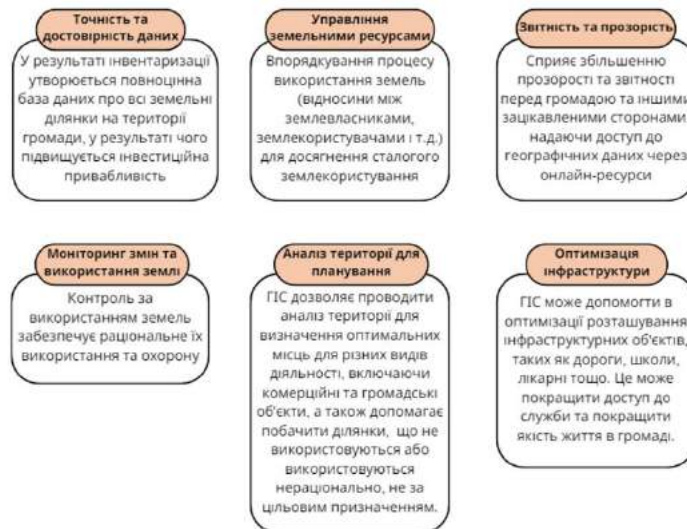 Точність та
достовірність даних
У результаті інвентаризації
утворюється повноцінна
база даних про всі земельні
ділянки на території
громади, у результаті чого
підвищується інвестиційна
привабливість
Управління
земельними ресурсами
Впорядкування процесу
використання земель
(відносини між
землевласниками,
землекористувачами і т.д.)
для досягнення сталого
землекористування
Звітність та прозорість
Сприяє збільшенню
прозорості та звітності
перед громадою та іншими
зацікавленими сторонами,
надаючи доступ до
географічних даних через
онлайн-ресурси
Моніторинг змін та
використання землі
Контроль за
використанням земель
забезпечує раціональне їх
використання та охорону
Аналіз території для
планування
ГІС дозволяє проводити
аналіз території для
визначення оптимальних
місць для різних видів
діяльності, включаючи
комерційні та громадські
об'єкти, а також допомагає
побачити ділянки, що не
використовуються або
використовуються
нераціонально, не за
цільовим призначенням.
Оптимізація
інфраструктури
ГІС може допомогти в
оптимізації розташування
інфраструктурних об'єктів,
таких як дороги, школи,
лікарні тощо. Це може
покращити доступ до
служби та покращити
якість життя в громаді.